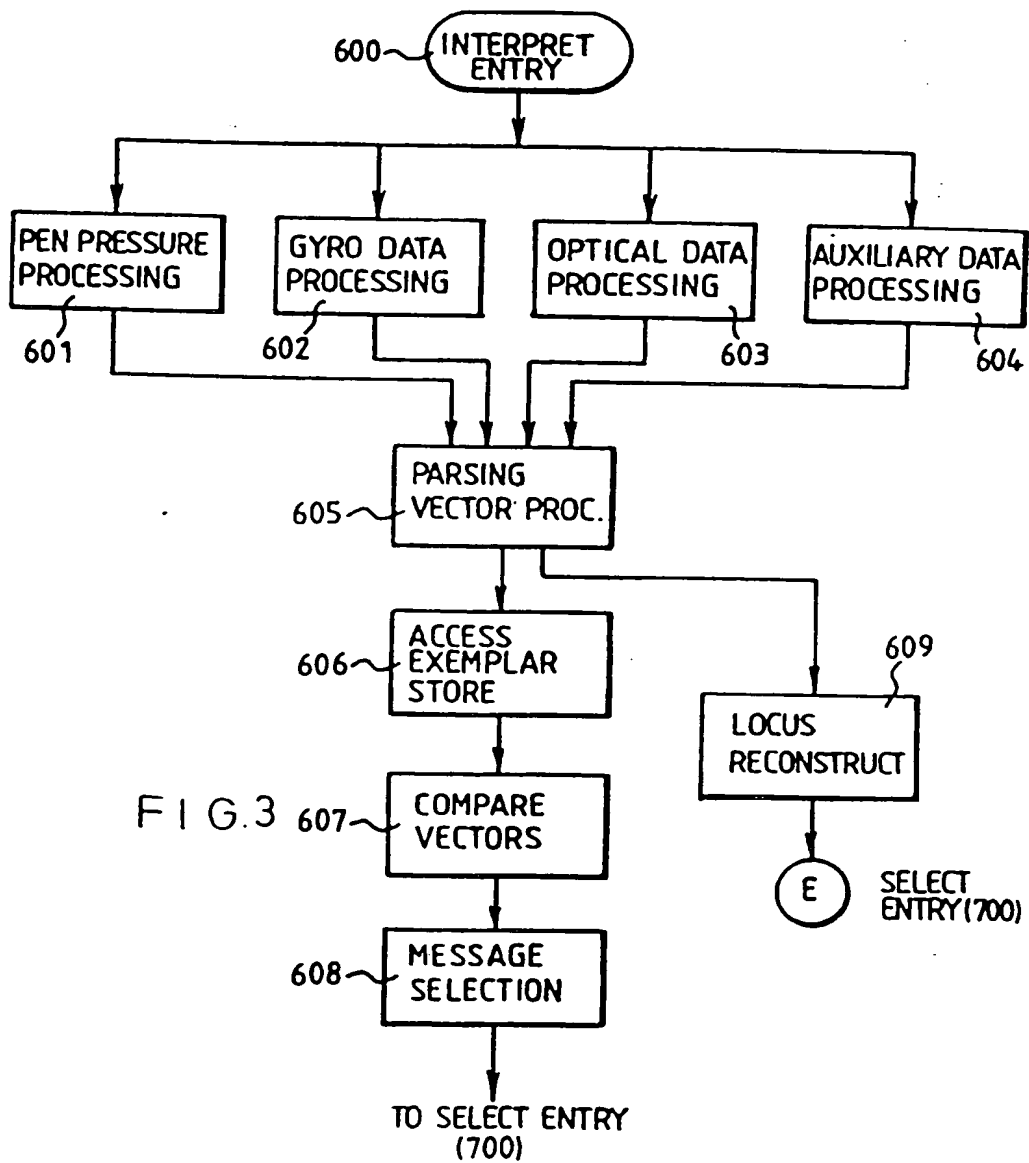 600
INTERPRET
ENTRY
PEN PRESSURE
PROCESSING
601
GYRO DATA
PROCESSING
602
OPTICAL DATA
PROCESSING
603
AUXILIARY DATA
PROCESSING
604
605
PARSING
VECTOR PROC.
606
ACCESS
EXEMPLAR
STORE
609
LOCUS
RECONSTRUCT
FIG.3
607
COMPARE
VECTORS
E
SELECT
ENTRY(700)
608
MESSAGE
SELECTION
TO SELECT ENTRY
(700)